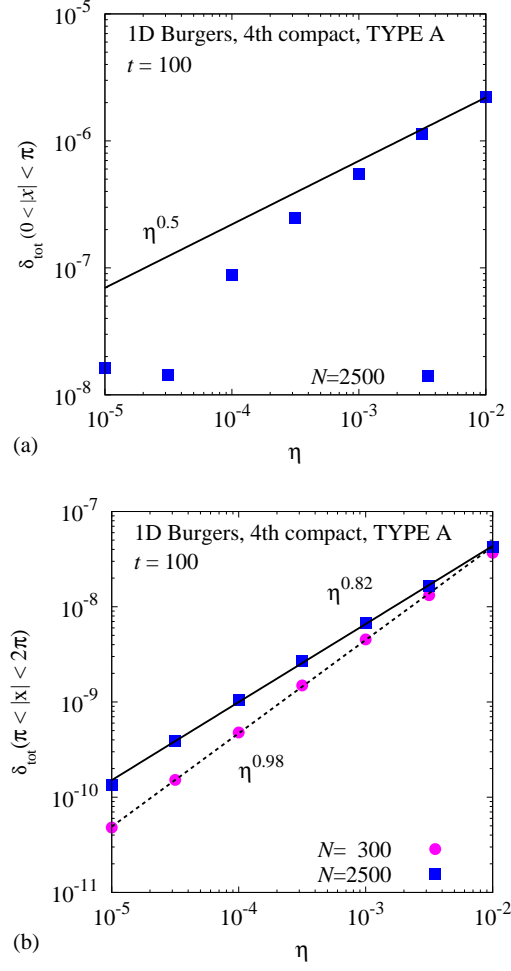 10^-5
1D Burgers, 4th compact, TYPE A
t = 100
10^-6
δ_tot (0 < |x| < π)
η^0.5
10^-7
N=2500
10^-8
10^-5 10^-4 10^-3 10^-2
(a)
η
10^-7
1D Burgers, 4th compact, TYPE A
t = 100
η^0.82
10^-8
δ_tot(π < |x| < 2π)
10^-9
η^0.98
10^-10
N= 300
N=2500
10^-11
10^-5 10^-4 10^-3 10^-2
(b)
η